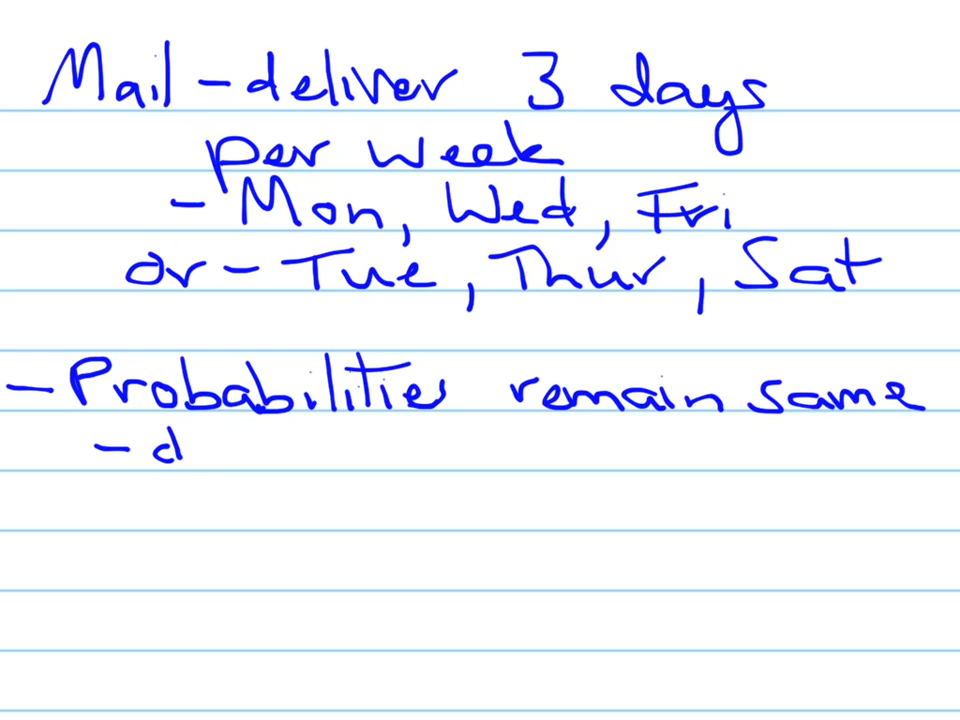 Mail - deliver 3 days
per week
- Mon, Wed, Fri
or - Tue, Thur, Sat
- Probabilities remain same
- d